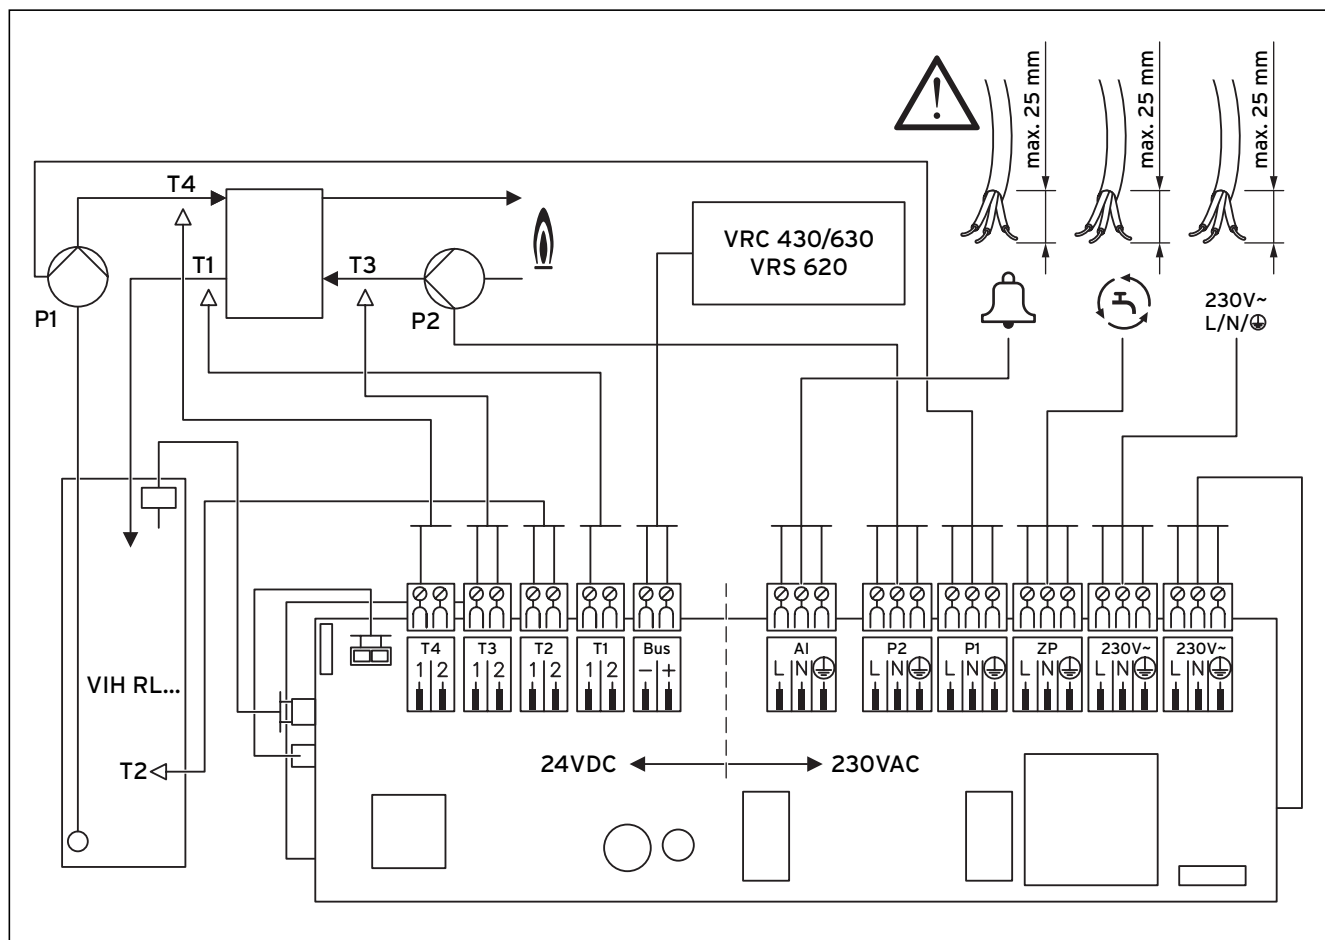 max. 25 mm
max. 25 mm
max. 25 mm
T4
VRC 430/630
VRS 620
T1
T3
P1
P2
230V~
L/N/⏚
VIH RL...
T4
1 2
T3
1 2
T2
1 2
T1
1 2
Bus
– +
AI
L N ⏚
P2
L N ⏚
P1
L N ⏚
ZP
L N ⏚
230V~
L N ⏚
230V~
L N ⏚
T2
24VDC
230VAC